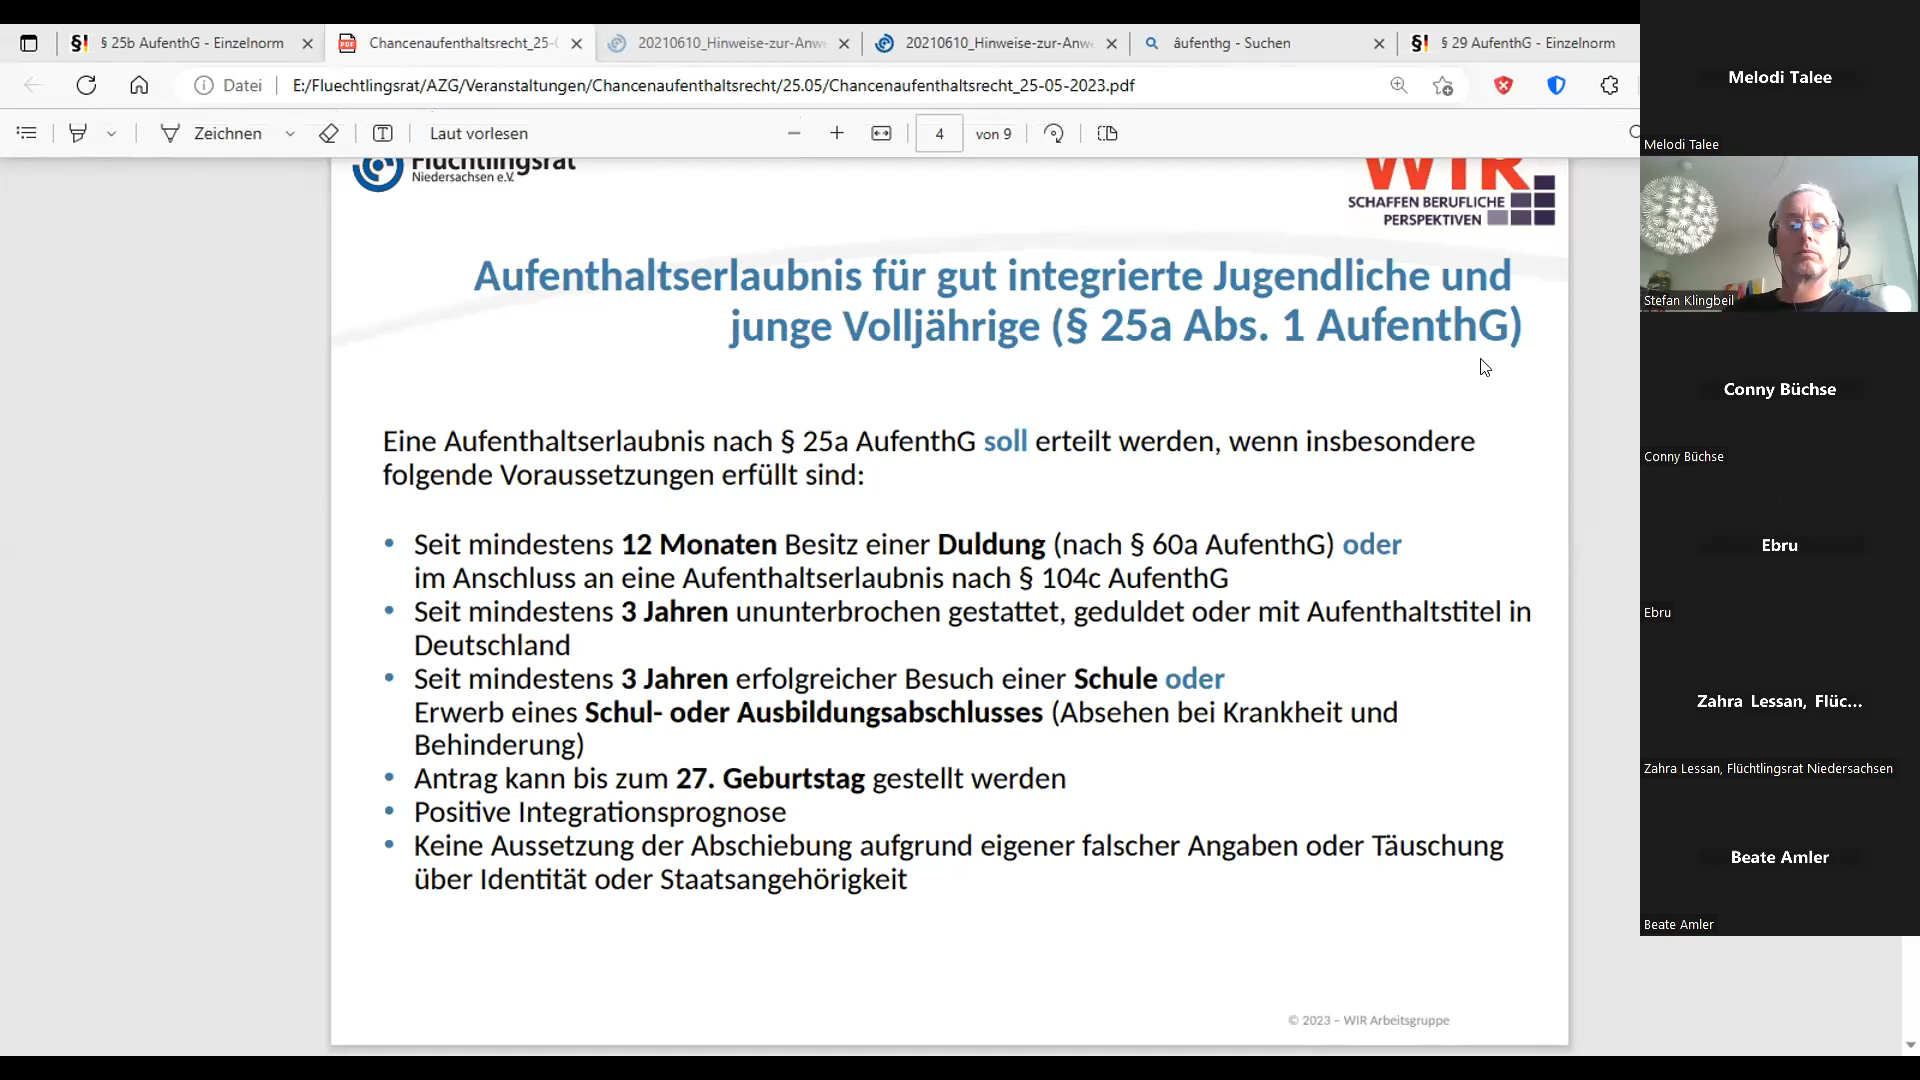 § 25b AufenthG - Einzelnorm
Chancenaufenthaltsrecht_25-
20210610_Hinweise-zur-Anw
20210610_Hinweise-zur-Anw
âufenthg - Suchen
§ 29 AufenthG - Einzelnorm
Datei
E:/Fluechtlingsrat/AZG/Veranstaltungen/Chancenaufenthaltsrecht/25.05/Chancenaufenthaltsrecht_25-05-2023.pdf
Zeichnen
Laut vorlesen
4
von 9
Flüchtlingsrat
Niedersachsen e.V.
WIR
SCHAFFEN BERUFLICHE
PERSPEKTIVEN
Aufenthaltserlaubnis für gut integrierte Jugendliche und
junge Volljährige (§ 25a Abs. 1 AufenthG)
Eine Aufenthaltserlaubnis nach § 25a AufenthG soll erteilt werden, wenn insbesondere
folgende Voraussetzungen erfüllt sind:
• Seit mindestens 12 Monaten Besitz einer Duldung (nach § 60a AufenthG) oder
im Anschluss an eine Aufenthaltserlaubnis nach § 104c AufenthG
• Seit mindestens 3 Jahren ununterbrochen gestattet, geduldet oder mit Aufenthaltstitel in
Deutschland
• Seit mindestens 3 Jahren erfolgreicher Besuch einer Schule oder
Erwerb eines Schul- oder Ausbildungsabschlusses (Absehen bei Krankheit und
Behinderung)
• Antrag kann bis zum 27. Geburtstag gestellt werden
• Positive Integrationsprognose
• Keine Aussetzung der Abschiebung aufgrund eigener falscher Angaben oder Täuschung
über Identität oder Staatsangehörigkeit
© 2023 – WIR Arbeitsgruppe
Melodi Talee
Melodi Talee
Stefan Klingbeil
Conny Büchse
Conny Büchse
Ebru
Ebru
Zahra Lessan, Flüc...
Zahra Lessan, Flüchtlingsrat Niedersachsen
Beate Amler
Beate Amler